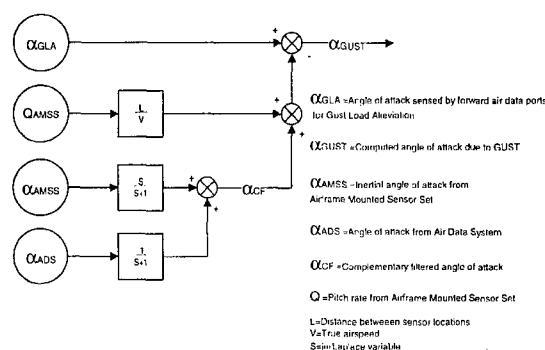 αGLA
+
αGUST
-
QAMSS
L
V
+
+
αGLA =Angle of attack sensed by forward air data ports
for Gust Load Alleviation
αGUST =Computed angle of attack due to GUST
αAMSS
S
S+1
+
αCF
+
αAMSS =Inertial angle of attack from
Airframe Mounted Sensor Set
αADS
1
S+1
αADS =Angle of attack from Air Data System
αCF =Complementary filtered angle of attack
Q =Pitch rate from Airframe Mounted Sensor Set
L=Distance betweeen sensor locations
V=True airspeed
Laplace variable